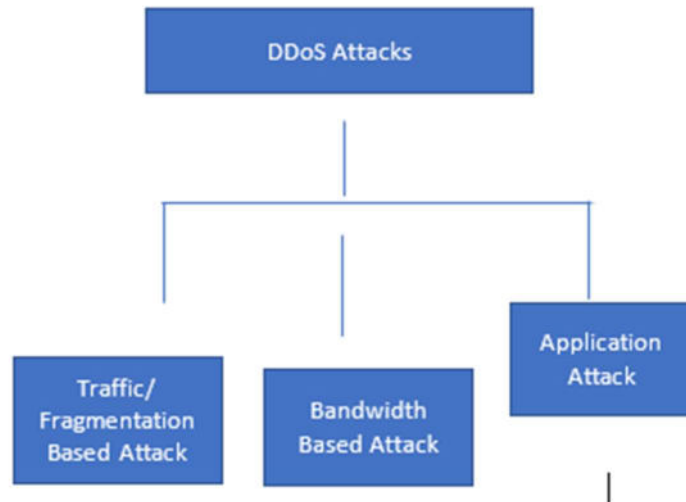 DDoS Attacks
Traffic/
Fragmentation
Based Attack
Bandwidth
Based Attack
Application
Attack